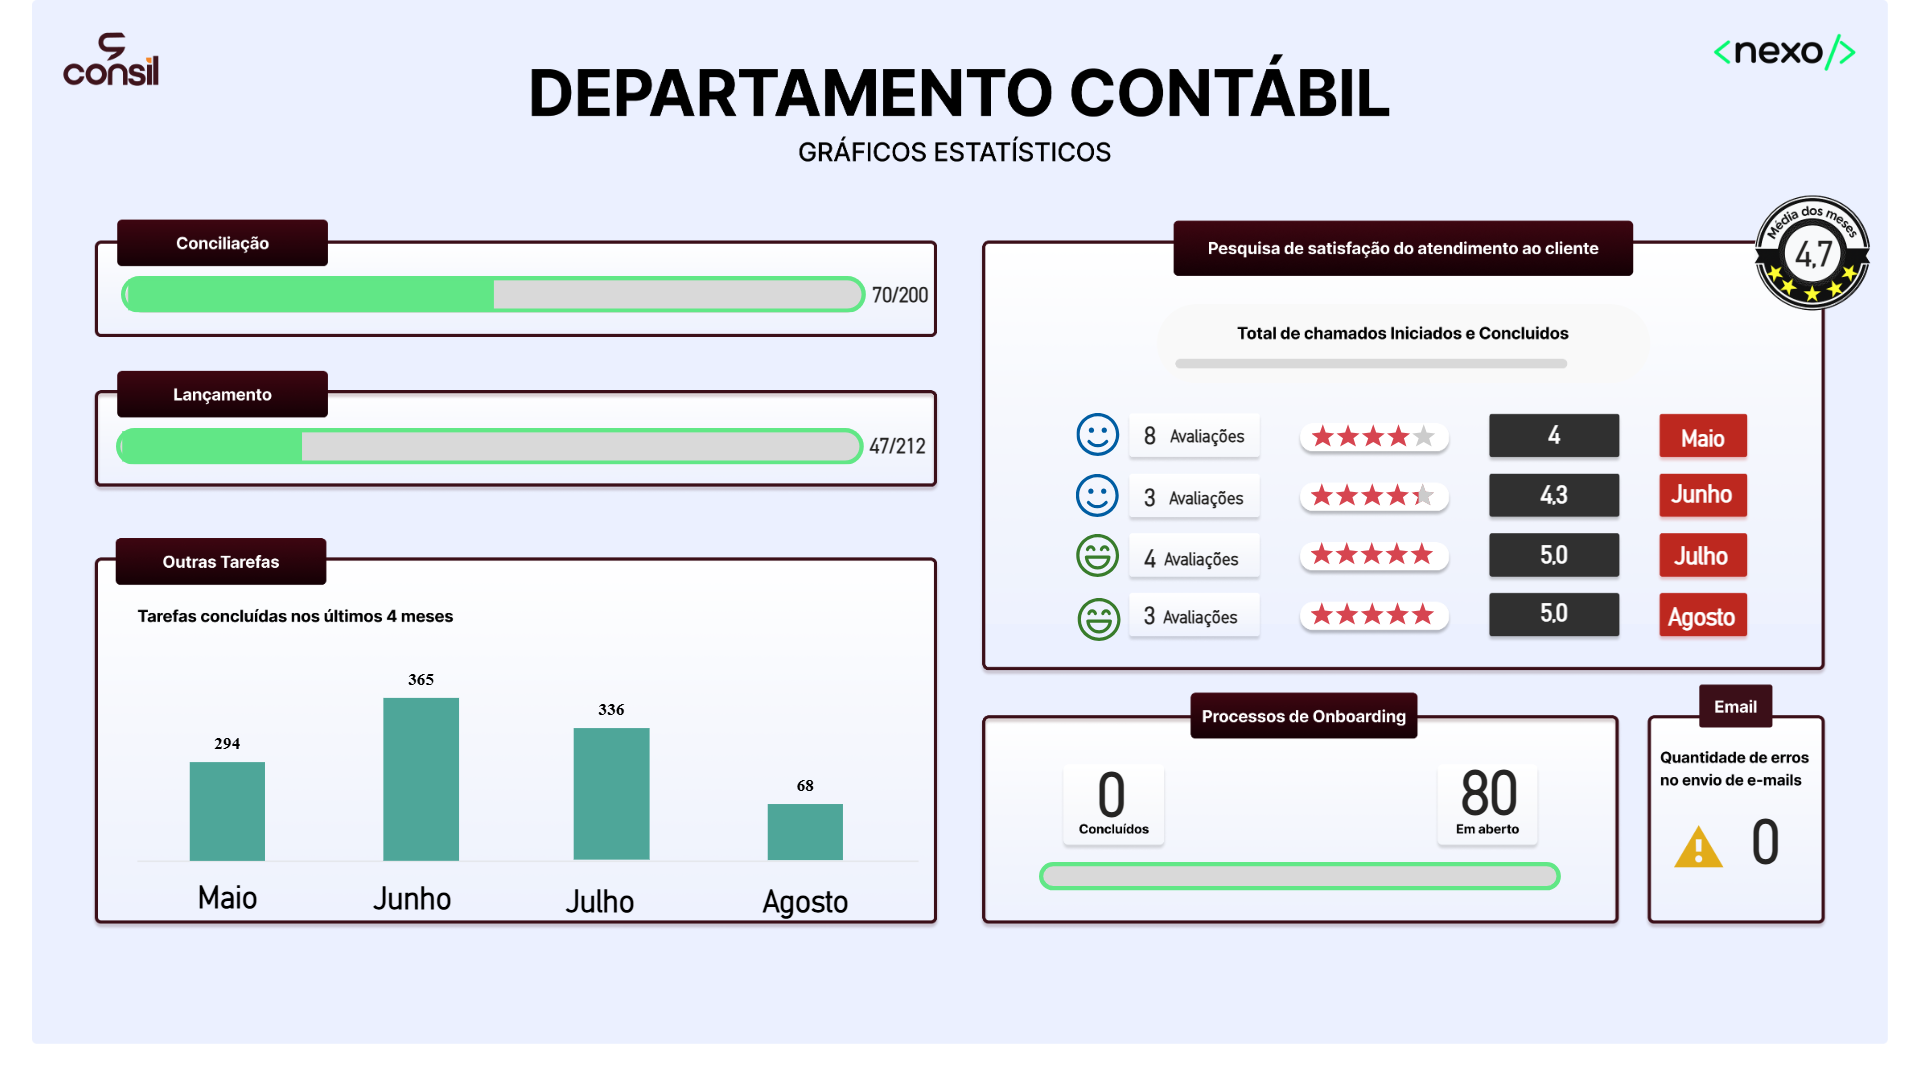 consil
<nexo/>
DEPARTAMENTO CONTÁBIL
GRÁFICOS ESTATÍSTICOS
Conciliação
70/200
Lançamento
47/212
Outras Tarefas
Tarefas concluídas nos últimos 4 meses
294
365
336
68
Maio
Junho
Julho
Agosto
Pesquisa de satisfação do atendimento ao cliente
Média dos meses
4,7
Total de chamados Iniciados e Concluidos
8 Avaliações 4 Maio
3 Avaliações 4,3 Junho
4 Avaliações 5,0 Julho
3 Avaliações 5,0 Agosto
Processos de Onboarding
0
Concluídos
80
Em aberto
Email
Quantidade de erros
no envio de e-mails
0